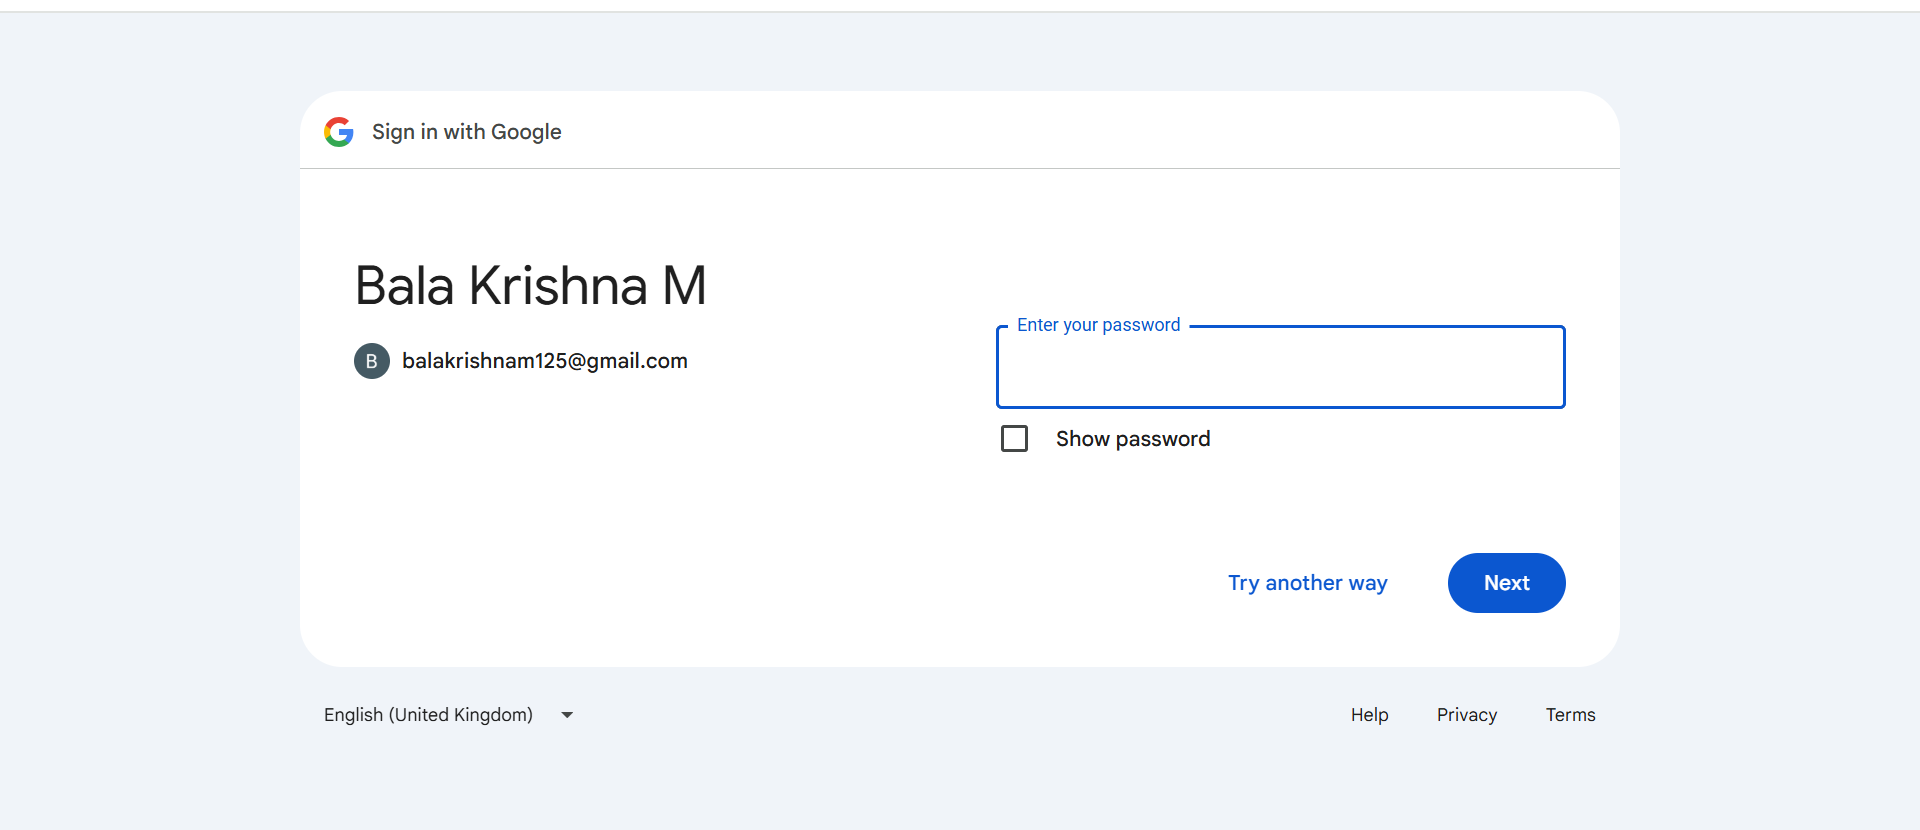 Sign in with Google
Bala Krishna M
B balakrishnam125@gmail.com
Enter your password
Show password
Try another way
Next
English (United Kingdom)
Help Privacy Terms